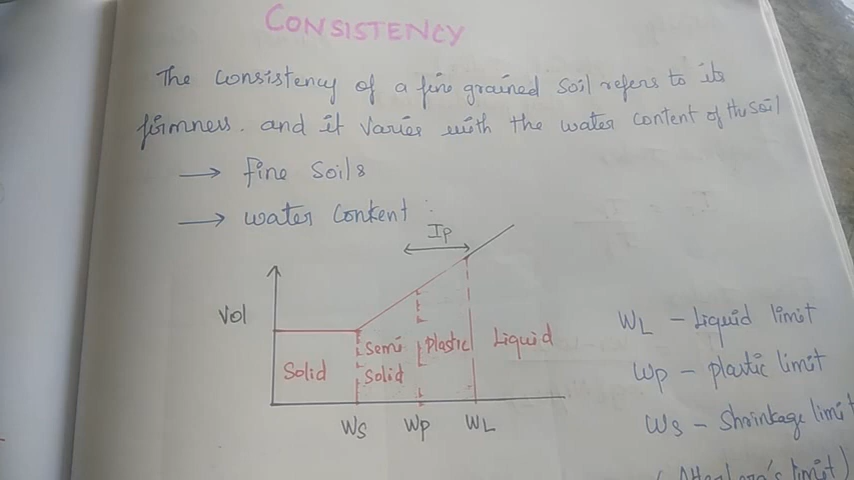 CONSISTENCY
The consistency of a fine grained soil refers to its
firmness. and it varies with the water content of the soil
→ fine soils
→ water content :
Ip
Vol
Solid
Semi
Solid
Plastic
Liquid
Ws
Wp
WL
WL - Liquid limit
Wp - plastic limit
Ws - Shrinkage limit
(Atterberg's limit)